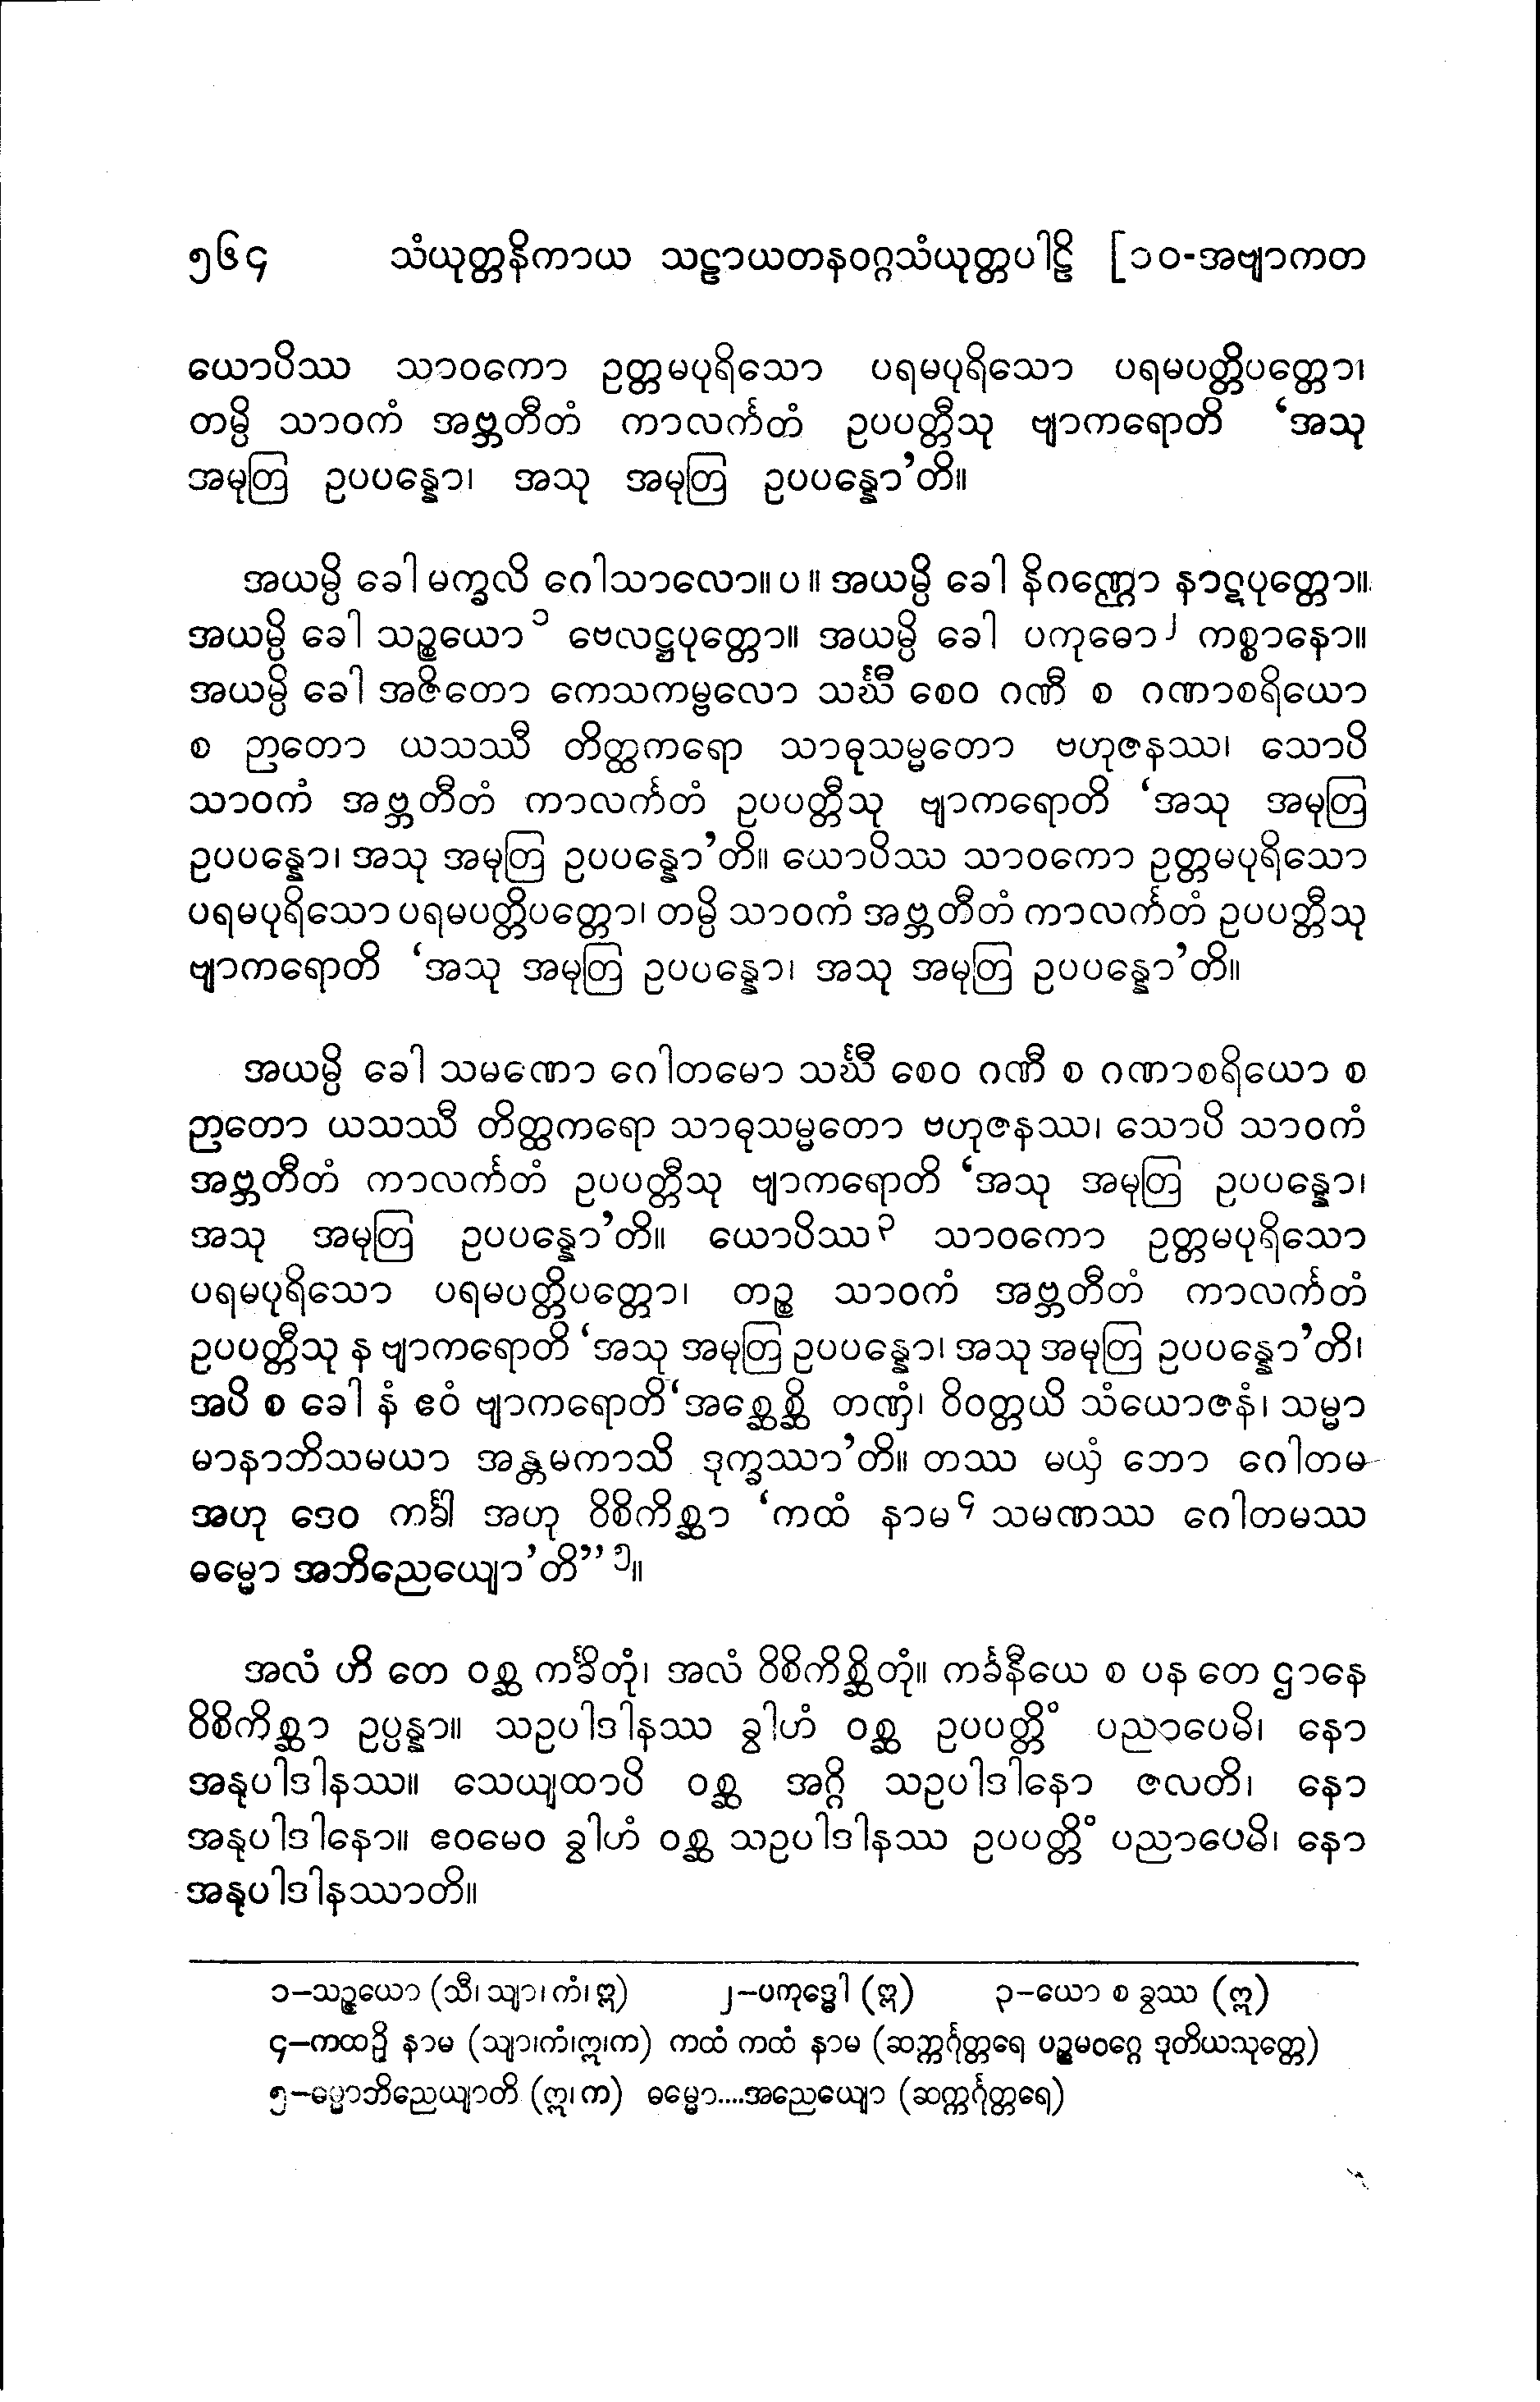 ၅၆၄ သံယုတ္တနိကာယ သဠာယတနဝဂ္ဂသံယုတ္တပါဠိ [၁၀-အဗျာကတ
ယောပိဿ သာဝကော ဥတ္တမပုရိသော ပရမပုရိသော ပရမပတ္တိပတ္တော၊
တမ္ပိ သာဝကံ အဗ္ဘတီတံ ကာလင်္ကတံ ဥပပတ္တီသု ဗျာကရောတိ ‘အသု
အမုတြ ဥပပန္နော၊ အသု အမုတြ ဥပပန္နော’တိ။
အယမ္ပိ ခေါ မက္ခလိ ဂေါသာလော။ ပ ။ အယမ္ပိ ခေါ နိဂဏ္ဌော နာဋပုတ္တော။
အယမ္ပိ ခေါ သဉ္စယော၁ ဗေလဋ္ဌပုတ္တော။ အယမ္ပိ ခေါ ပကုဓော၂ ကစ္စာနော။
အယမ္ပိ ခေါ အဇိတော ကေသကမ္ဗလော သင်္ဃီ စေဝ ဂဏီ စ ဂဏာစရိယော
စ ဉာတော ယသဿီ တိတ္ထကရော သာဓုသမ္မတော ဗဟုဇနဿ၊ သောပိ
သာဝကံ အဗ္ဘတီတံ ကာလင်္ကတံ ဥပပတ္တီသု ဗျာကရောတိ ‘အသု အမုတြ
ဥပပန္နော၊ အသု အမုတြ ဥပပန္နော’တိ။ ယောပိဿ သာဝကော ဥတ္တမပုရိသော
ပရမပုရိသော ပရမပတ္တိပတ္တော၊ တမ္ပိ သာဝကံ အဗ္ဘတီတံ ကာလင်္ကတံ ဥပပတ္တီသု
ဗျာကရောတိ ‘အသု အမုတြ ဥပပန္နော၊ အသု အမုတြ ဥပပန္နော’တိ။
အယမ္ပိ ခေါ သမဏော ဂေါတမော သင်္ဃီ စေဝ ဂဏီ စ ဂဏာစရိယော စ
ဉာတော ယသဿီ တိတ္ထကရော သာဓုသမ္မတော ဗဟုဇနဿ၊ သောပိ သာဝကံ
အဗ္ဘတီတံ ကာလင်္ကတံ ဥပပတ္တီသု ဗျာကရောတိ ‘အသု အမုတြ ဥပပန္နော၊
အသု အမုတြ ဥပပန္နော’တိ။ ယောပိဿ၃ သာဝကော ဥတ္တမပုရိသော
ပရမပုရိသော ပရမပတ္တိပတ္တော၊ တဉ္စ သာဝကံ အဗ္ဘတီတံ ကာလင်္ကတံ
ဥပပတ္တီသု န ဗျာကရောတိ ‘အသု အမုတြ ဥပပန္နော၊ အသု အမုတြ ဥပပန္နော’တိ၊
အပိ စ ခေါ နံ ဧဝံ ဗျာကရောတိ ‘အစ္ဆေစ္ဆိ တဏှံ၊ ဝိဝတ္တယိ သံယောဇနံ၊ သမ္မာ
မာနာဘိသမယာ အန္တမကာသိ ဒုက္ခဿာ’တိ။ တဿ မယှံ ဘော ဂေါတမ
အဟု ဒေဝ ကင်္ခါ အဟု ဝိစိကိစ္ဆာ ‘ကထံ နာမ၄ သမဏဿ ဂေါတမဿ
ဓမ္မော အဘိညေယျော’တိ’’၅။
အလံ ဟိ တေ ဝစ္ဆ ကင်္ခိတုံ၊ အလံ ဝိစိကိစ္ဆိတုံ။ ကင်္ခနီယေ စ ပန တေ ဌာနေ
ဝိစိကိစ္ဆာ ဥပ္ပန္နာ။ သဥပါဒါနဿ ခွါဟံ ဝစ္ဆ ဥပပတ္တိံ ပညာပေမိ၊ နော
အနုပါဒါနဿ။ သေယျထာပိ ဝစ္ဆ အဂ္ဂိ သဥပါဒါနော ဇလတိ၊ နော
အနုပါဒါနော။ ဧဝမေဝ ခွါဟံ ဝစ္ဆ သဥပါဒါနဿ ဥပပတ္တိံ ပညာပေမိ၊ နော
အနုပါဒါနဿာတိ။
၁–သဉ္ဇယော (သီ၊ သျာ၊ ကံ၊ ဣ) ၂–ပကုဒ္ဓေါ (ဣ) ၃–ယော စ ခွဿ (ဣ)
၄–ကထဉှိ နာမ (သျာ၊ကံ၊ဣ၊က) ကထံ ကထံ နာမ (ဆက္ကင်္ဂုတ္တရေ ပဉ္စမဝဂ္ဂေ ဒုတိယသုတ္တေ)
၅–ဓမ္မောဘိညေယျာတိ (ဣ၊ က) ဓမ္မော....အညေယျော (ဆက္ကင်္ဂုတ္တရေ)